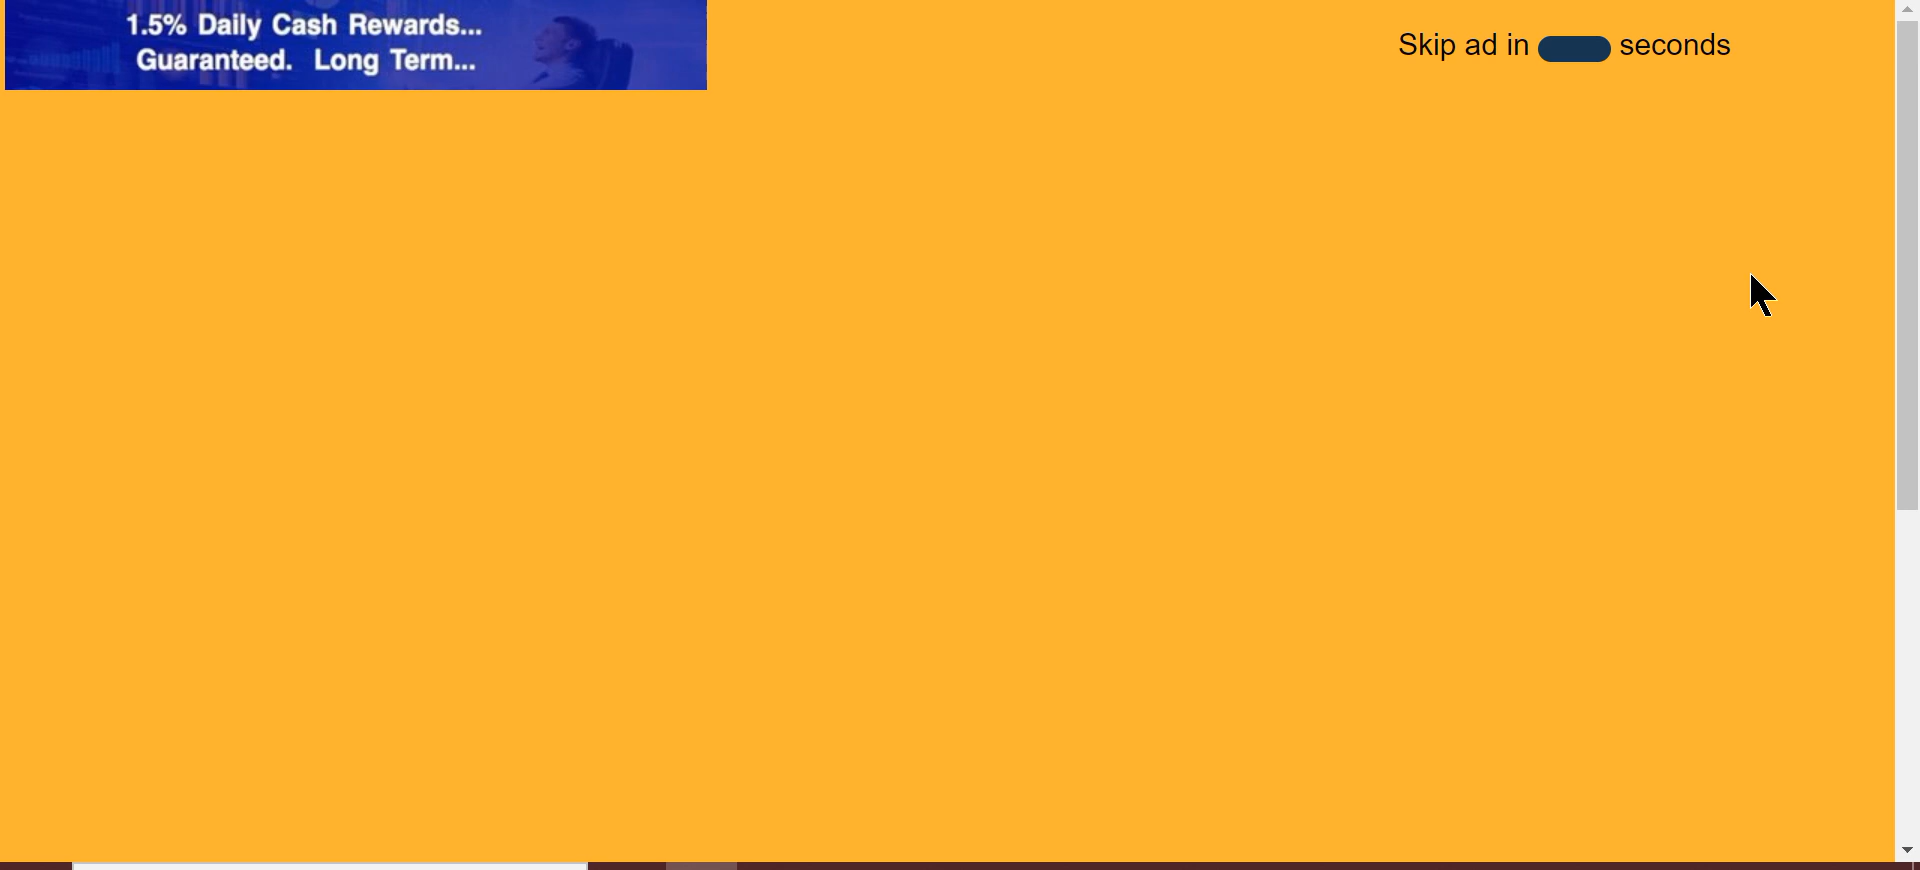 1.5% Daily Cash Rewards...
Guaranteed. Long Term...
Skip ad in seconds